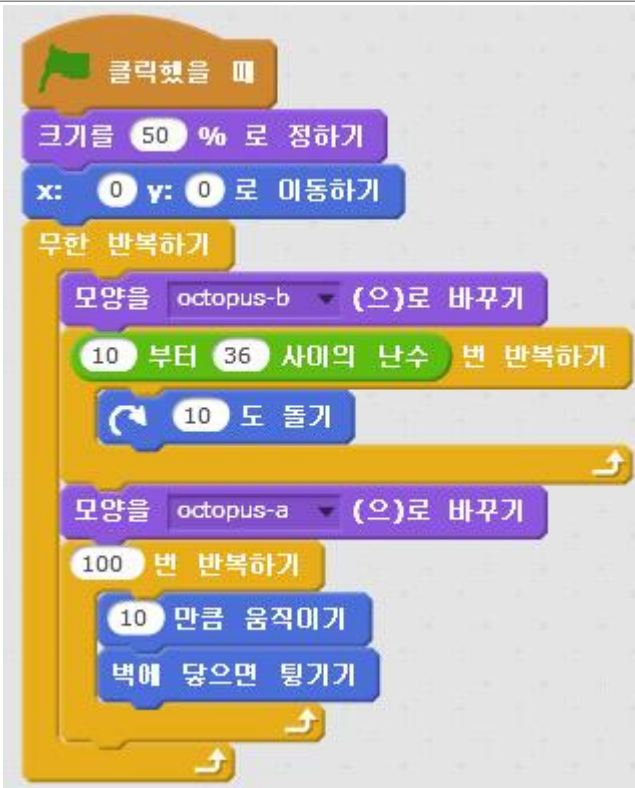 클릭했을 때
크기를 50 % 로 정하기
x: 0 y: 0 로 이동하기
무한 반복하기
모양을 octopus-b (으)로 바꾸기
10 부터 36 사이의 난수 번 반복하기
10 도 돌기
모양을 octopus-a (으)로 바꾸기
100 번 반복하기
10 만큼 움직이기
벽에 닿으면 튕기기